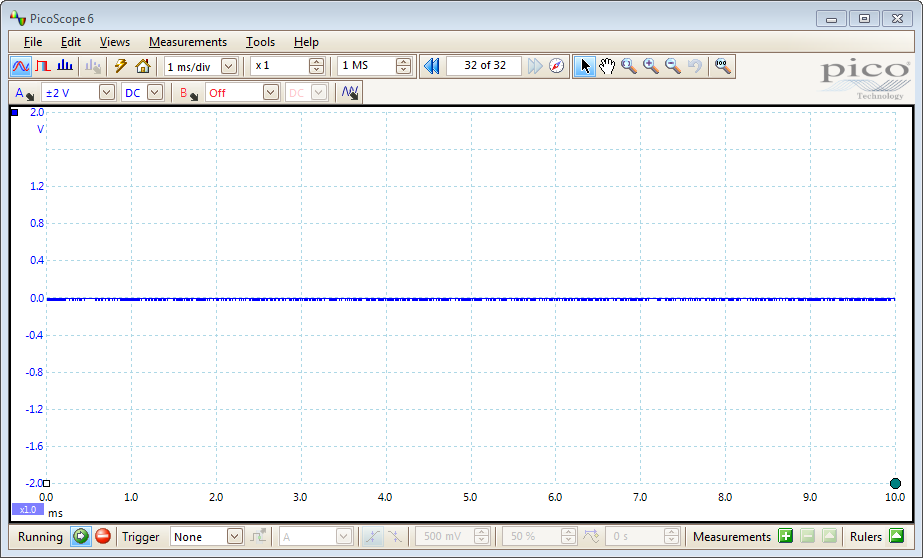 PicoScope 6
File Edit Views Measurements Tools Help
1 ms/div x 1 1 MS 32 of 32 100
pico
Technology
A ±2 V DC B Off DC
2.0
V
1.2
0.8
0.4
0.0
-0.4
-0.8
-1.2
-1.6
-2.0
0.0 1.0 2.0 3.0 4.0 5.0 6.0 7.0 8.0 9.0 10.0
x1.0 ms
Running Trigger None A 500 mV 50 % 0 s Measurements Rulers